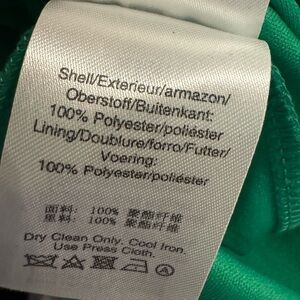 Shell/Exterieur/armazon/
Oberstoff/Buitenkant:
100% Polyester/poliéster
Lining/Doublure/forro/Futter/
Voering:
100% Polyester/poliéster
面料: 100% 聚酯纤维
里料: 100% 聚酯纤维
Dry Clean Only. Cool Iron.
Use Press Cloth.